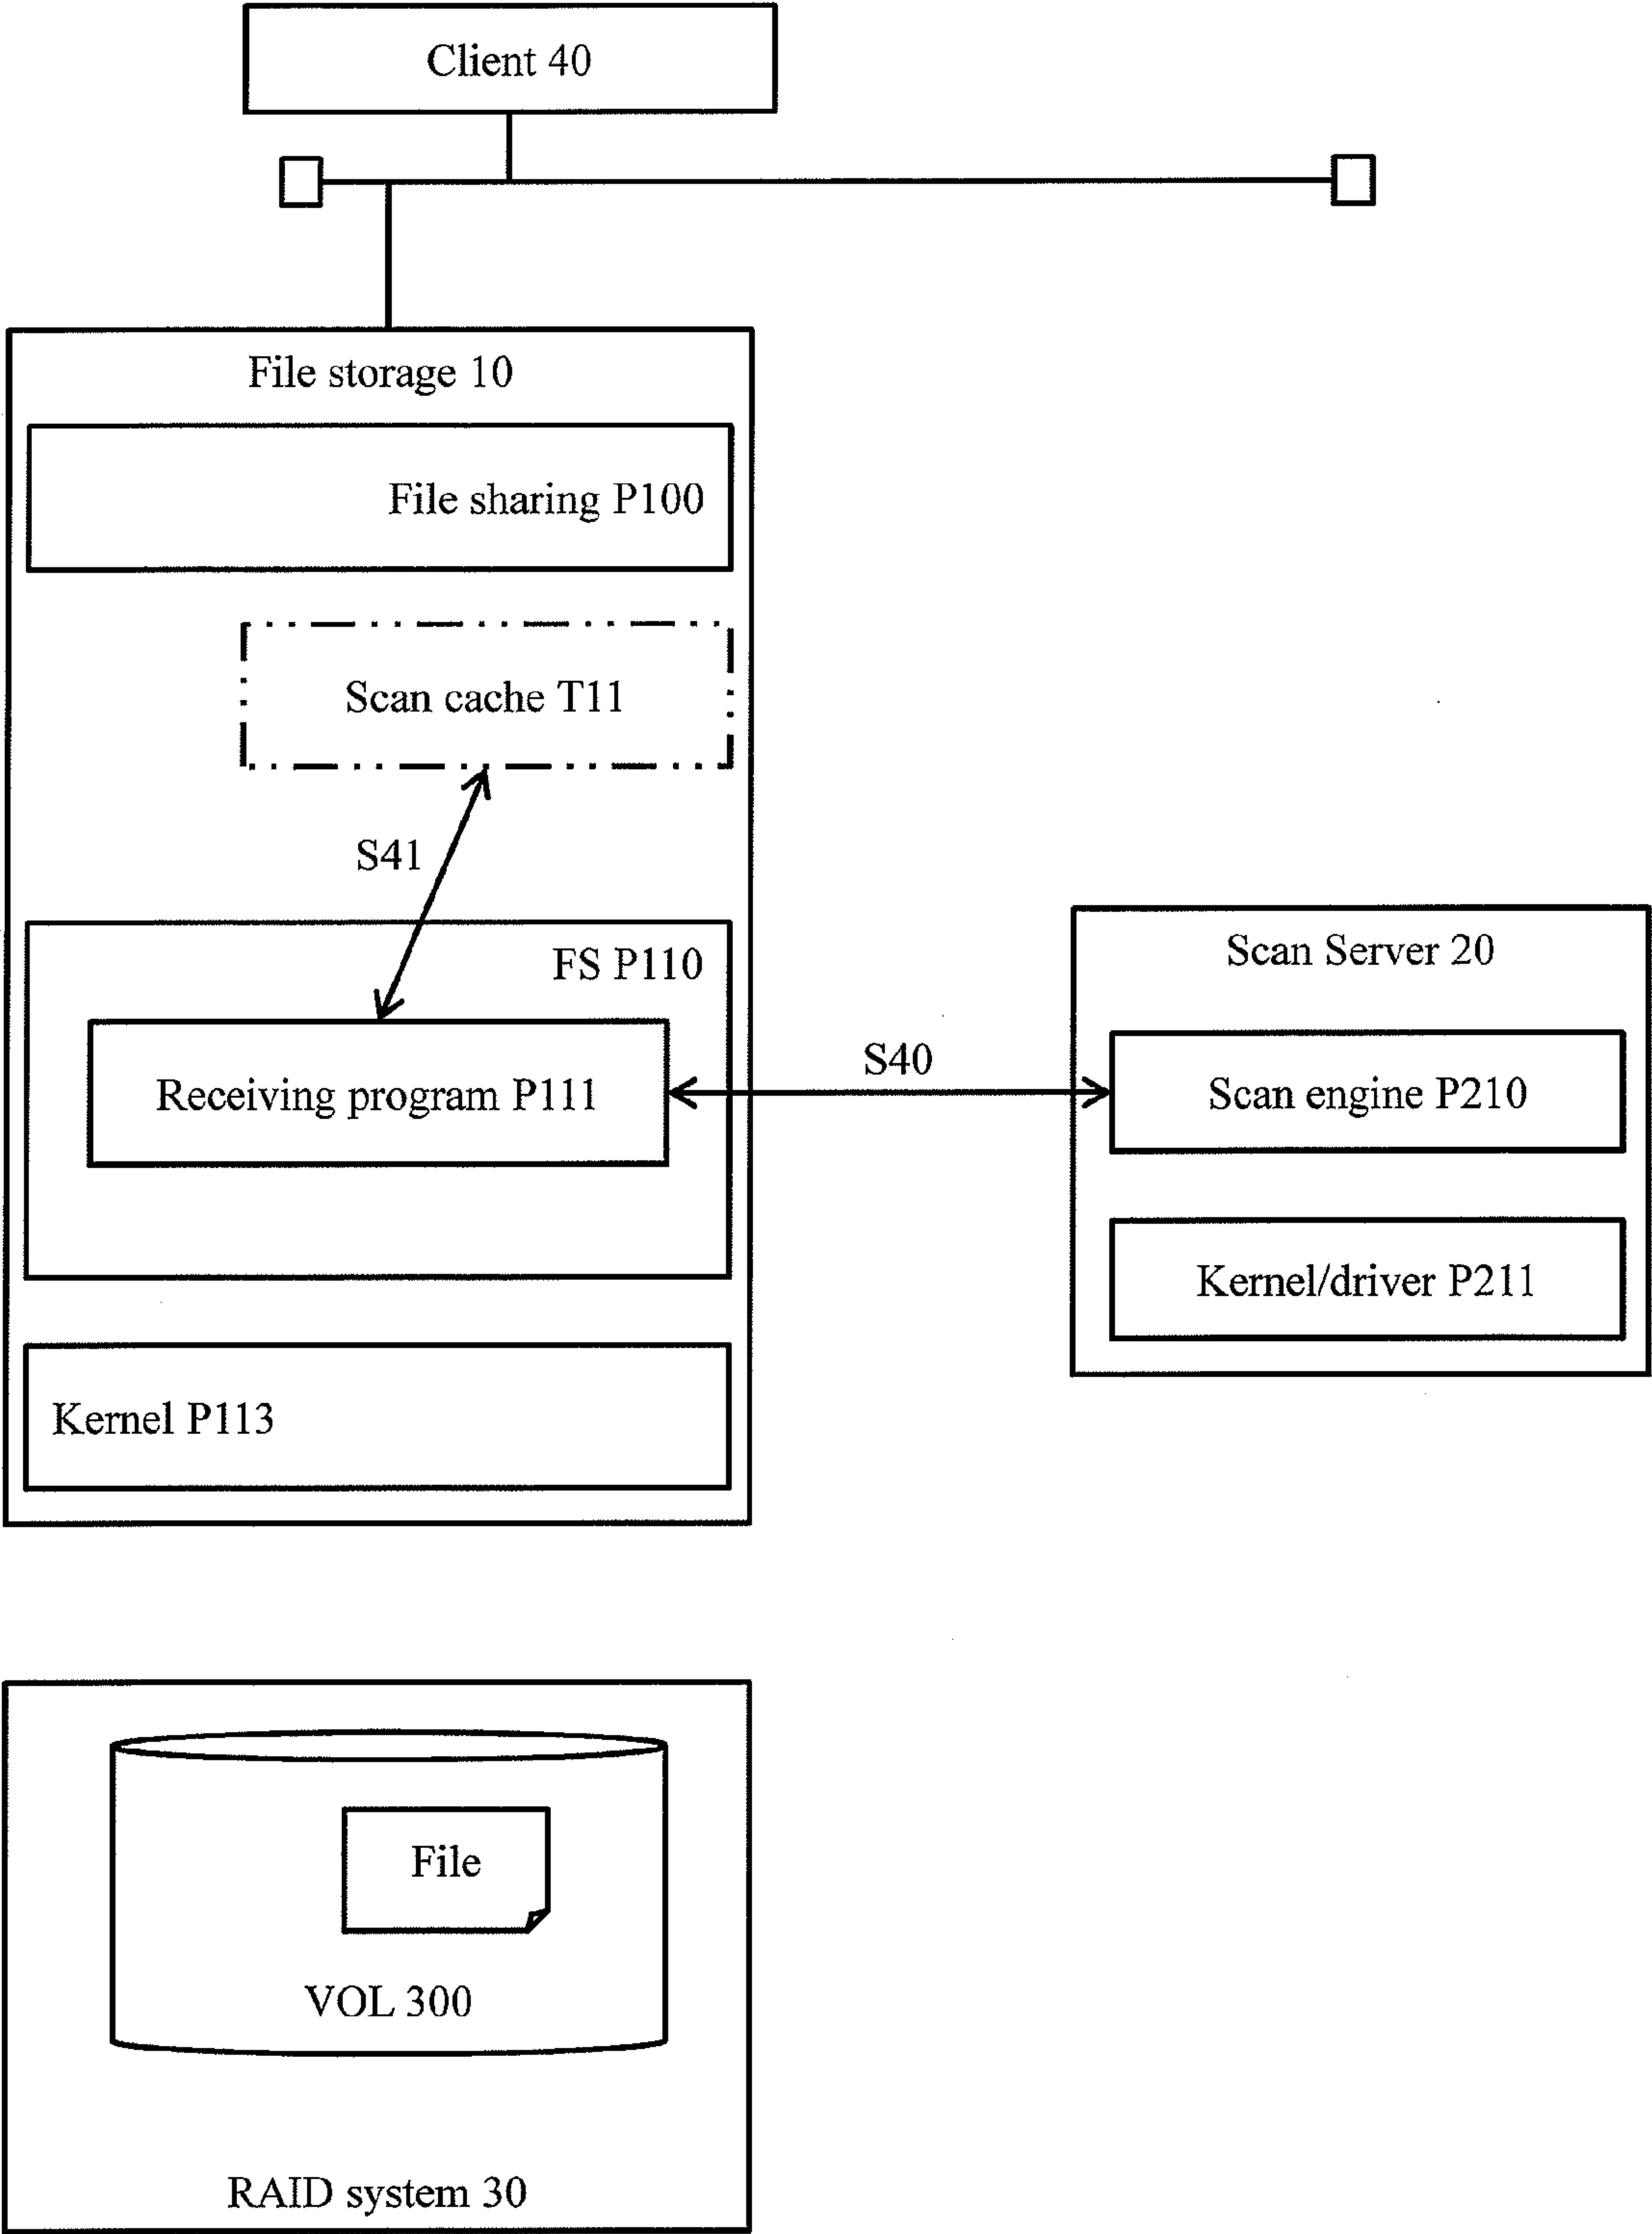 Client 40
File storage 10
File sharing P100
Scan cache T11
S41
FS P110
Receiving program P111
S40
Scan Server 20
Scan engine P210
Kernel/driver P211
Kernel P113
File
VOL 300
RAID system 30